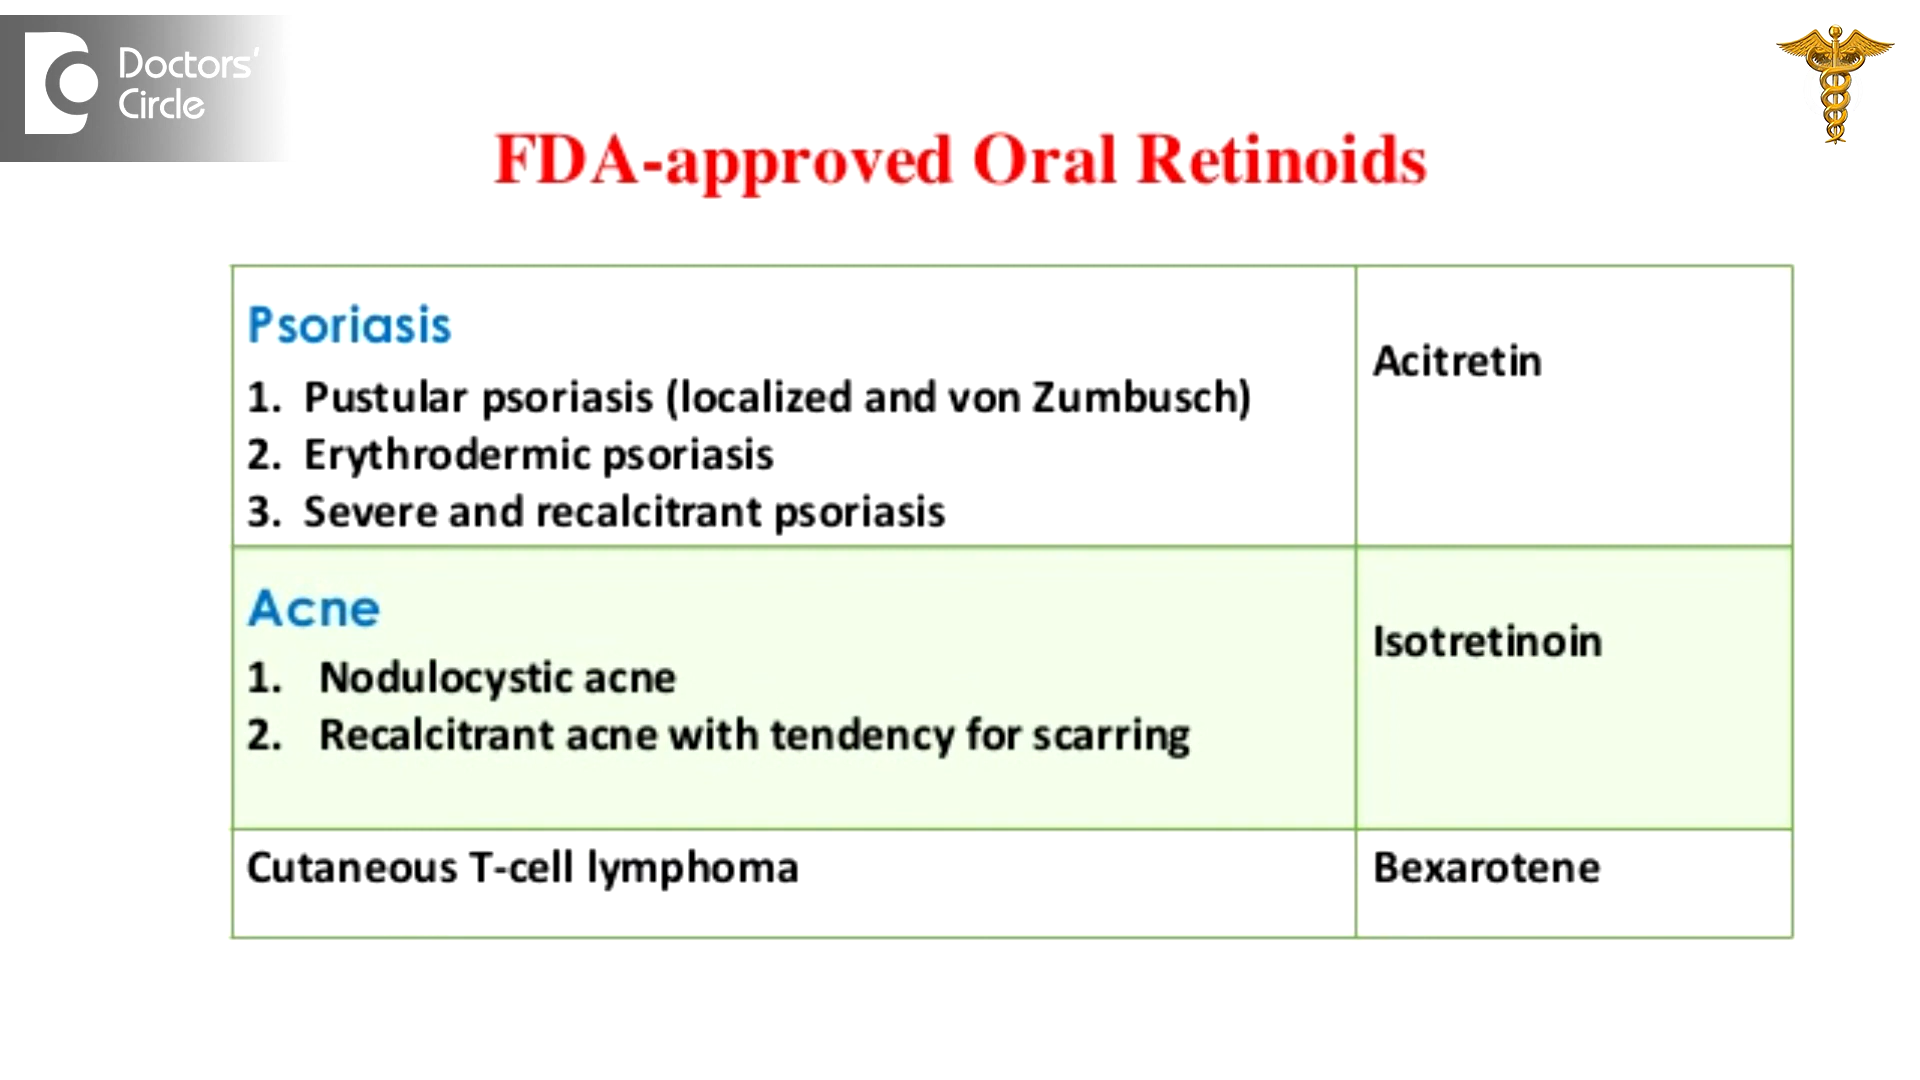 Doctors'
Circle
FDA-approved Oral Retinoids
Psoriasis
1. Pustular psoriasis (localized and von Zumbusch)
2. Erythrodermic psoriasis
3. Severe and recalcitrant psoriasis
Acitretin
Acne
1. Nodulocystic acne
2. Recalcitrant acne with tendency for scarring
Isotretinoin
Cutaneous T-cell lymphoma
Bexarotene